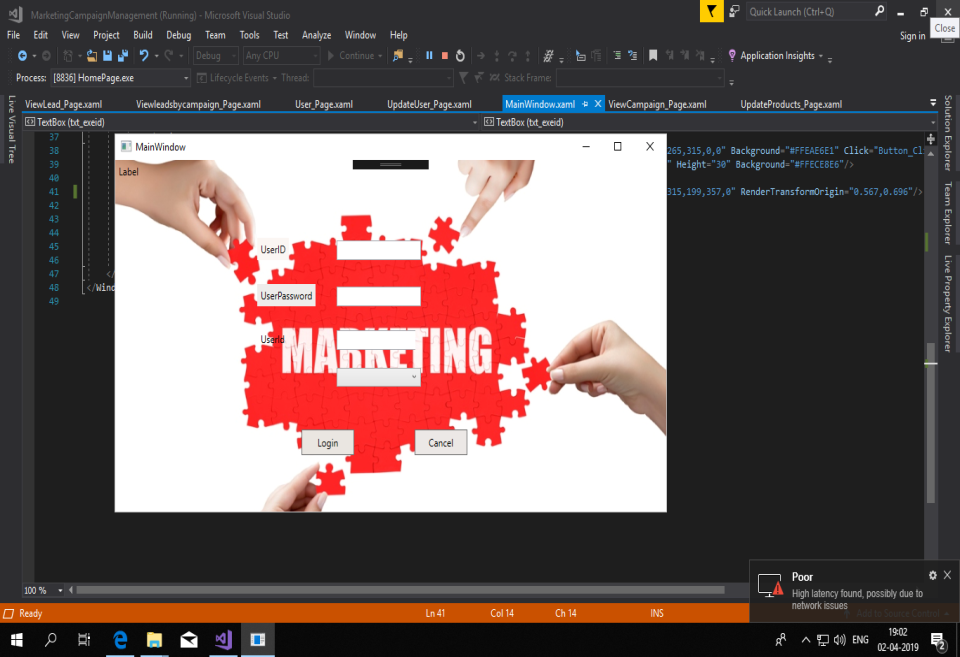 MarketingCampaignManagement (Running) - Microsoft Visual Studio
Quick Launch (Ctrl+Q)
File Edit View Project Build Debug Team Tools Test Analyze Window Help
Sign in
Close
Debug Any CPU Continue
Application Insights
Process: [8836] HomePage.exe Lifecycle Events Thread: Stack Frame:
ViewLead_Page.xaml Viewleadsbycampaign_Page.xaml User_Page.xaml UpdateUser_Page.xaml MainWindow.xaml ViewCampaign_Page.xaml UpdateProducts_Page.xaml
TextBox (txt_exeid) TextBox (txt_exeid)
Live Visual Tree
Solution Explorer
Team Explorer
Live Property Explorer
37
38 265,315,0,0" Background="#FFEAE6E1" Click="Button_Cl
39 " Height="30" Background="#FFECE8E6"/>
40
41 315,199,357,0" RenderTransformOrigin="0.567,0.696"/>
42
43
44
45
46
47 </
48 </Wind
49
MainWindow
Label
UserID
UserPassword
UserId
MARKETING
Login Cancel
100 %
Poor
High latency found, possibly due to
network issues
Ready Ln 41 Col 14 Ch 14 INS Add to Source Control
ENG
19:02
02-04-2019
2